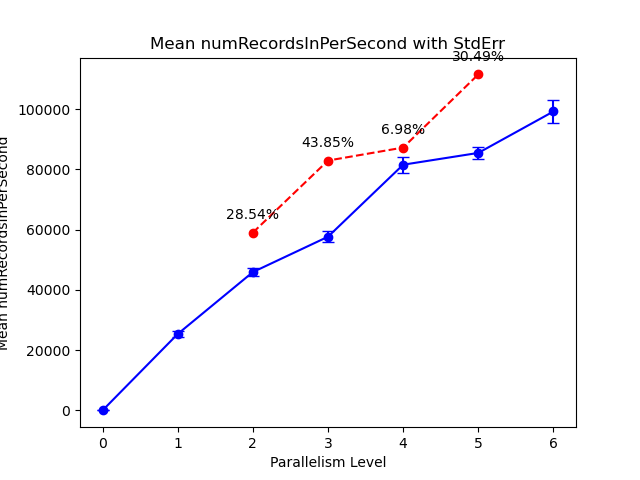 Mean numRecordsInPerSecond with StdErr
30.49%
6.98%
43.85%
28.54%
100000
80000
60000
40000
20000
0
Mean numRecordsInPerSecond
0 1 2 3 4 5 6
Parallelism Level